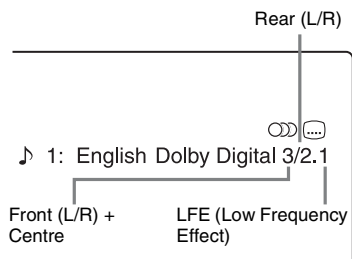 Rear (L/R)
♪ 1: English Dolby Digital 3/2.1
Front (L/R) +
Centre
LFE (Low Frequency
Effect)